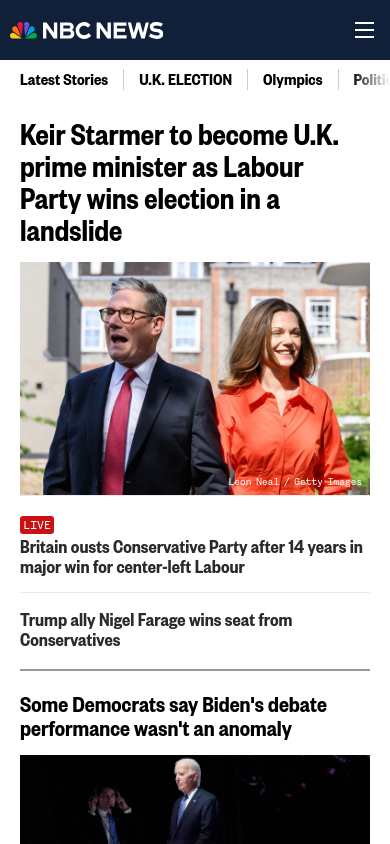 NBC NEWS
Latest Stories
U.K. ELECTION
Olympics
Politic
Keir Starmer to become U.K.
prime minister as Labour
Party wins election in a
landslide
Leon Neal / Getty Images
LIVE
Britain ousts Conservative Party after 14 years in
major win for center-left Labour
Trump ally Nigel Farage wins seat from
Conservatives
Some Democrats say Biden's debate
performance wasn't an anomaly